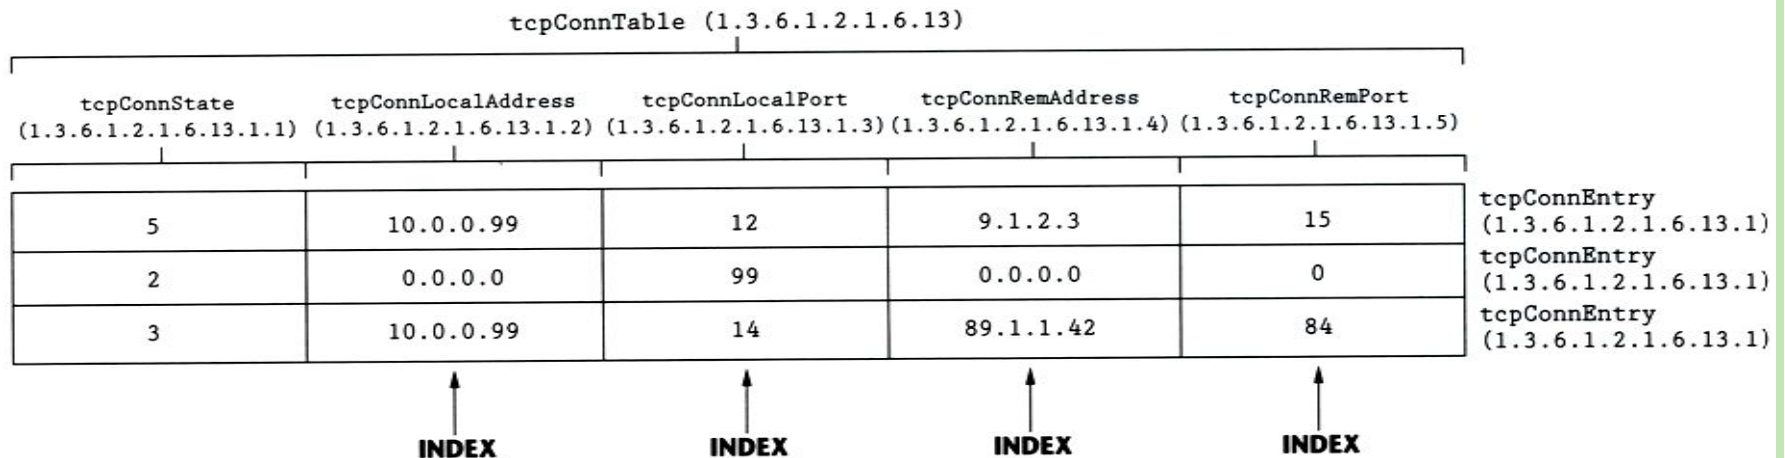 tcpConnTable (1.3.6.1.2.1.6.13)
tcpConnState tcpConnLocalAddress tcpConnLocalPort tcpConnRemAddress tcpConnRemPort
(1.3.6.1.2.1.6.13.1.1) (1.3.6.1.2.1.6.13.1.2) (1.3.6.1.2.1.6.13.1.3) (1.3.6.1.2.1.6.13.1.4) (1.3.6.1.2.1.6.13.1.5)
tcpConnEntry
5 10.0.0.99 12 9.1.2.3 15 (1.3.6.1.2.1.6.13.1)
tcpConnEntry
2 0.0.0.0 99 0.0.0.0 0 (1.3.6.1.2.1.6.13.1)
tcpConnEntry
3 10.0.0.99 14 89.1.1.42 84 (1.3.6.1.2.1.6.13.1)
INDEX INDEX INDEX INDEX